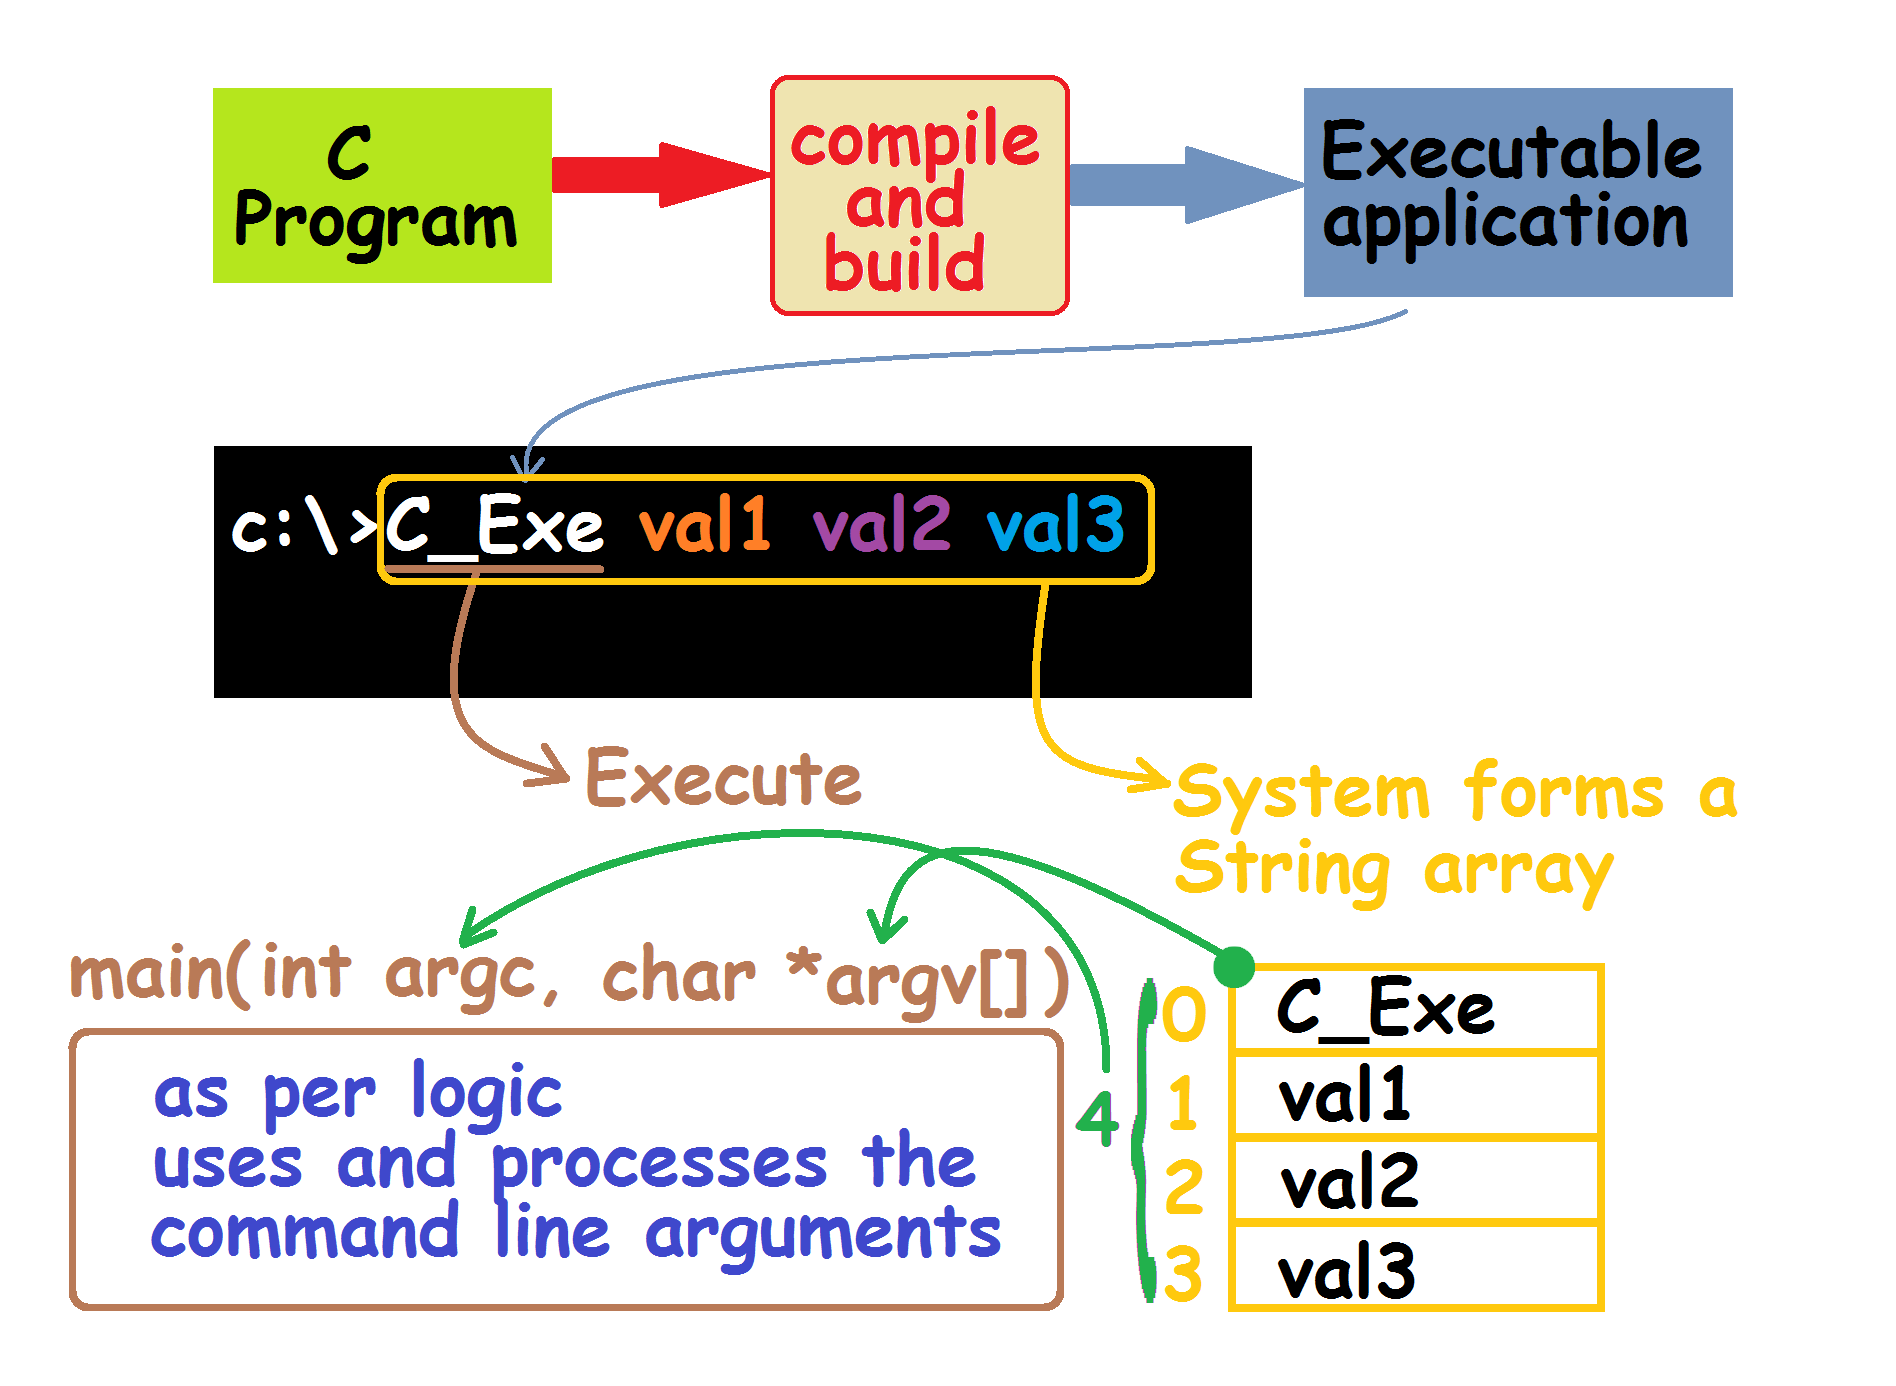 C
Program
compile
and
build
Executable
application
c:\>C_Exe val1 val2 val3
Execute
System forms a
String array
main(int argc, char *argv[])
as per logic
uses and processes the
command line arguments
4
0 C_Exe
1 val1
2 val2
3 val3